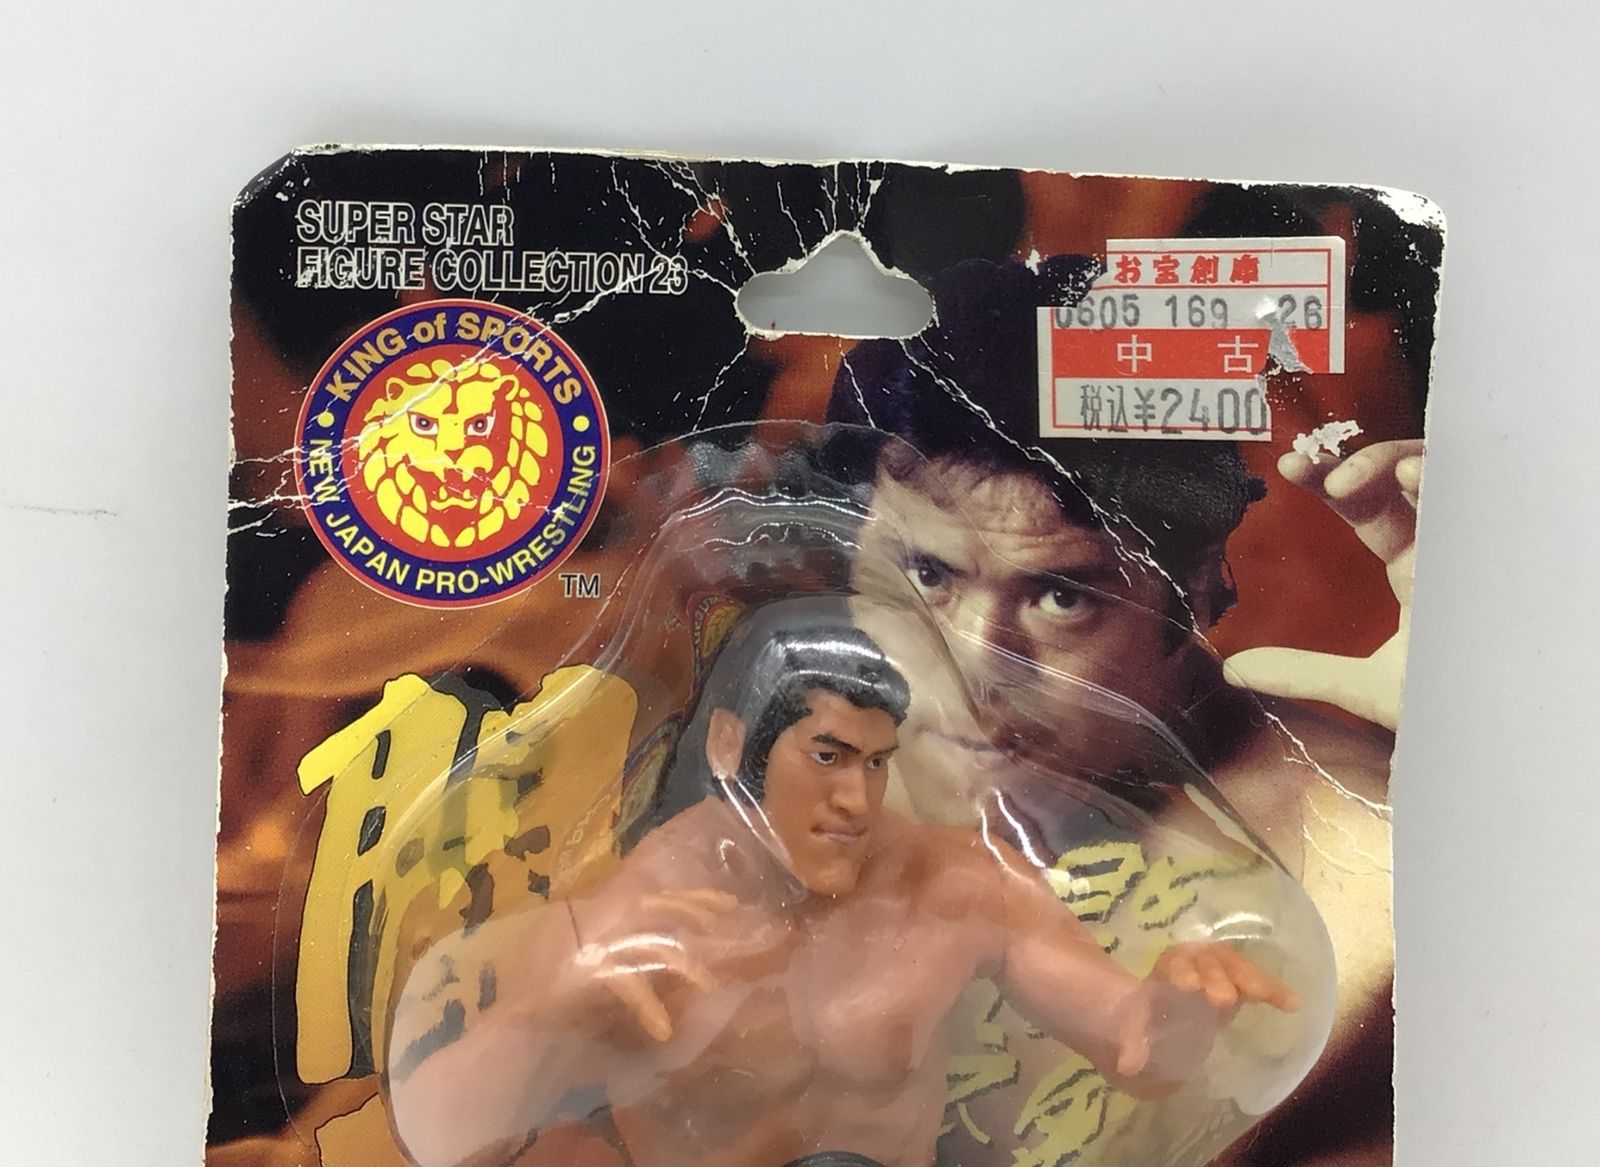 SUPER STAR
FIGURE COLLECTION 23
KING of SPORTS
NEW JAPAN PRO-WRESTLING
TM
お宝創庫
0605 169 26
中古
税込¥2400
闘